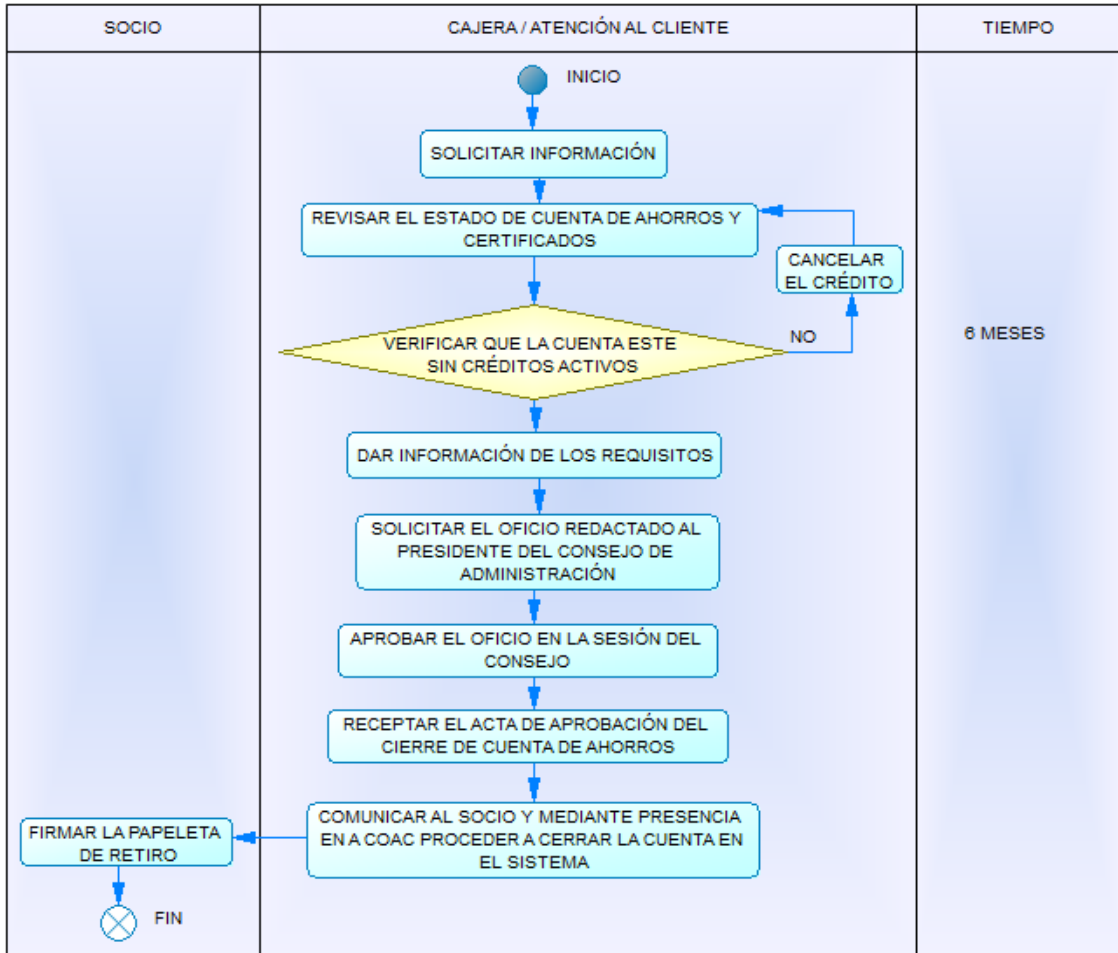 SOCIO
CAJERA / ATENCIÓN AL CLIENTE
TIEMPO
INICIO
SOLICITAR INFORMACIÓN
REVISAR EL ESTADO DE CUENTA DE AHORROS Y
CERTIFICADOS
CANCELAR
EL CRÉDITO
VERIFICAR QUE LA CUENTA ESTE
SIN CRÉDITOS ACTIVOS
NO
6 MESES
DAR INFORMACIÓN DE LOS REQUISITOS
SOLICITAR EL OFICIO REDACTADO AL
PRESIDENTE DEL CONSEJO DE
ADMINISTRACIÓN
APROBAR EL OFICIO EN LA SESIÓN DEL
CONSEJO
RECEPTAR EL ACTA DE APROBACIÓN DEL
CIERRE DE CUENTA DE AHORROS
COMUNICAR AL SOCIO Y MEDIANTE PRESENCIA
EN A COAC PROCEDER A CERRAR LA CUENTA EN
EL SISTEMA
FIRMAR LA PAPELETA
DE RETIRO
FIN